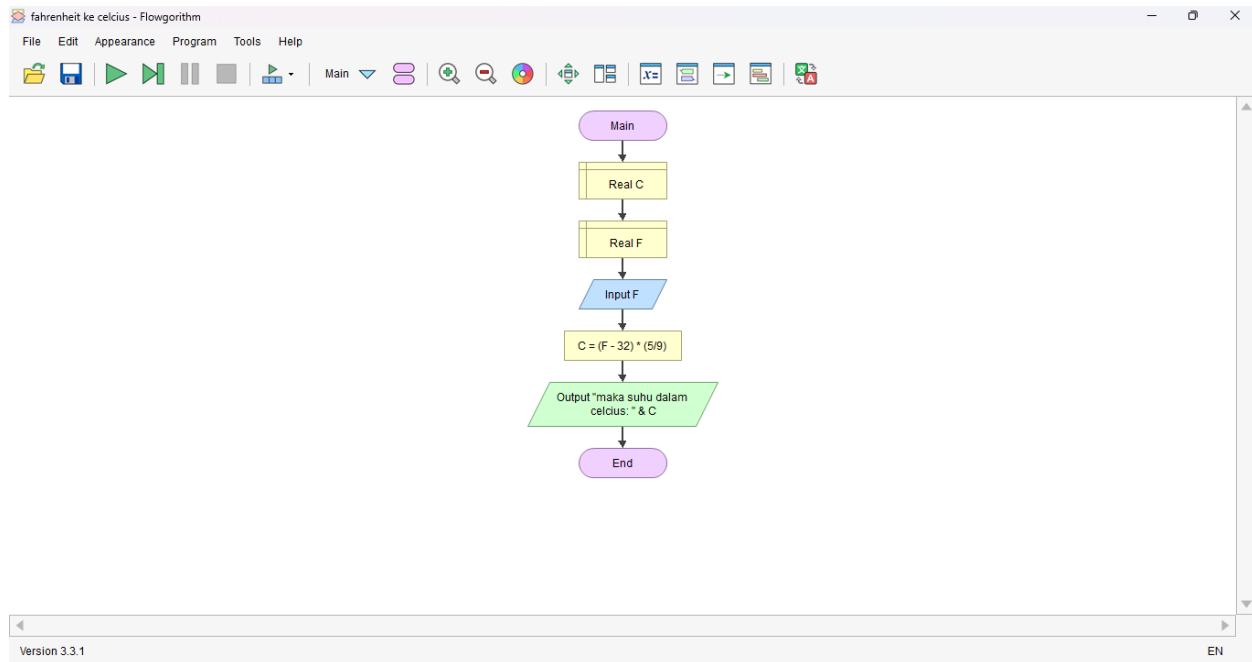 fahrenheit ke celcius - Flowgorithm
File Edit Appearance Program Tools Help
Main
x=
A
Main
Real C
Real F
Input F
C = (F - 32) * (5/9)
Output "maka suhu dalam
celcius: " & C
End
Version 3.3.1
EN